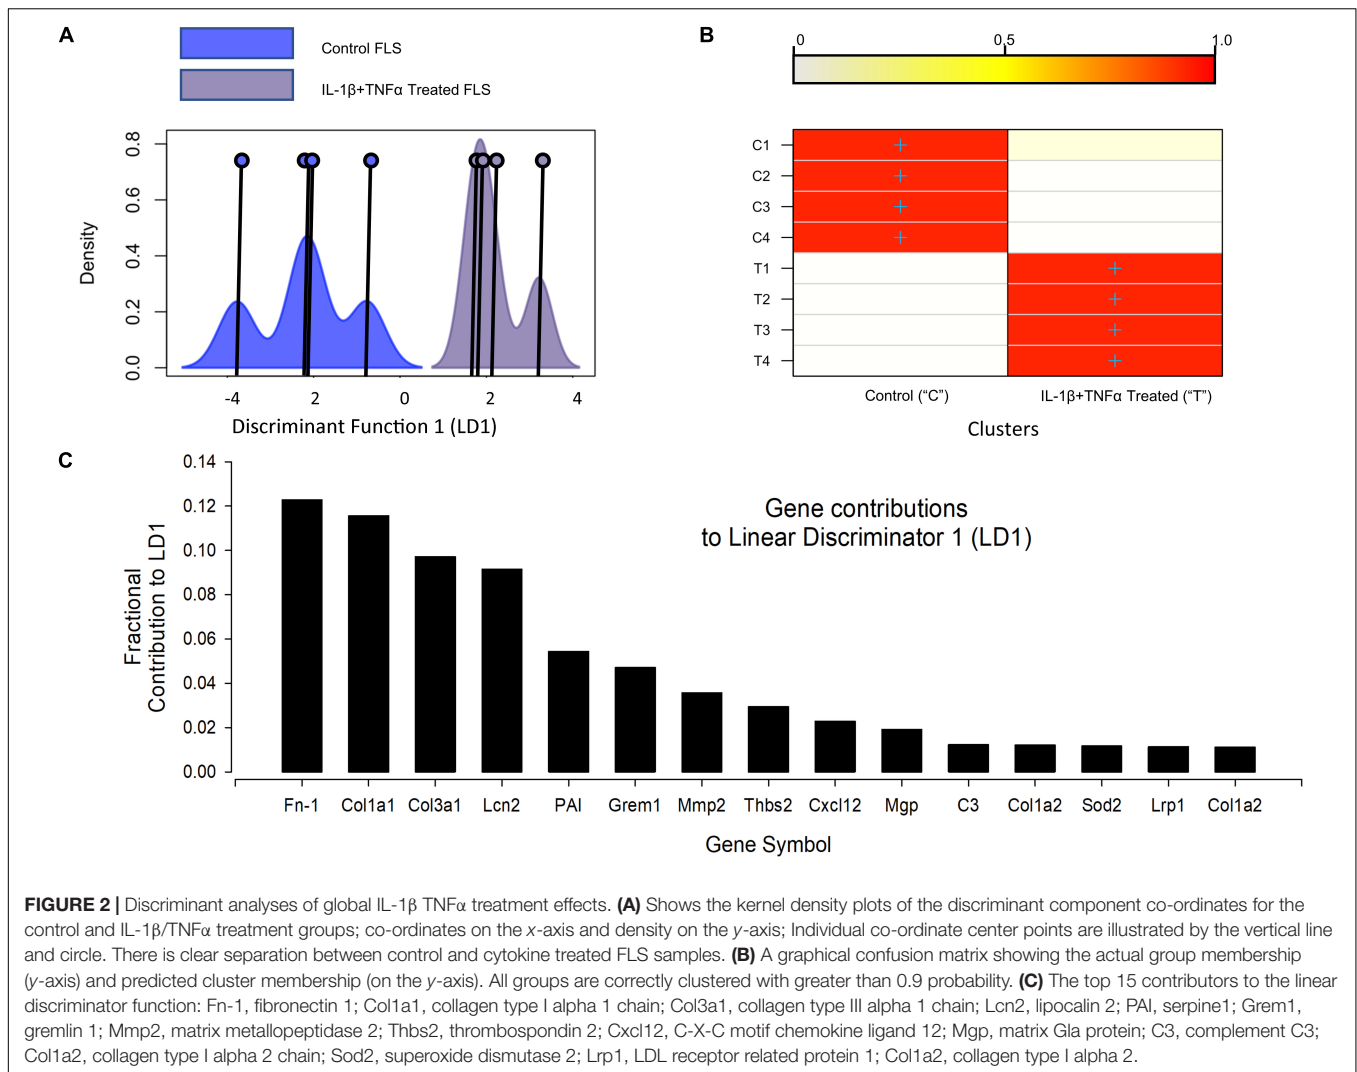 A
Control FLS
IL-1β+TNFα Treated FLS
Density
0.0
0.2
0.4
0.6
0.8
-4
2
0
2
4
Discriminant Function 1 (LD1)
B
0
0.5
1.0
C1
C2
C3
C4
T1
T2
T3
T4
Control (“C”)
IL-1β+TNFα Treated (“T”)
Clusters
C
Gene contributions
to Linear Discriminator 1 (LD1)
Fractional
Contribution to LD1
0.14
0.12
0.10
0.08
0.06
0.04
0.02
0.00
Fn-1 Col1a1 Col3a1 Lcn2 PAI Grem1 Mmp2 Thbs2 Cxcl12 Mgp C3 Col1a2 Sod2 Lrp1 Col1a2
Gene Symbol
FIGURE 2 | Discriminant analyses of global IL-1β TNFα treatment effects. (A) Shows the kernel density plots of the discriminant component co-ordinates for the
control and IL-1β/TNFα treatment groups; co-ordinates on the x-axis and density on the y-axis; Individual co-ordinate center points are illustrated by the vertical line
and circle. There is clear separation between control and cytokine treated FLS samples. (B) A graphical confusion matrix showing the actual group membership
(y-axis) and predicted cluster membership (on the y-axis). All groups are correctly clustered with greater than 0.9 probability. (C) The top 15 contributors to the linear
discriminator function: Fn-1, fibronectin 1; Col1a1, collagen type I alpha 1 chain; Col3a1, collagen type III alpha 1 chain; Lcn2, lipocalin 2; PAI, serpine1; Grem1,
gremlin 1; Mmp2, matrix metallopeptidase 2; Thbs2, thrombospondin 2; Cxcl12, C-X-C motif chemokine ligand 12; Mgp, matrix Gla protein; C3, complement C3;
Col1a2, collagen type I alpha 2 chain; Sod2, superoxide dismutase 2; Lrp1, LDL receptor related protein 1; Col1a2, collagen type I alpha 2.